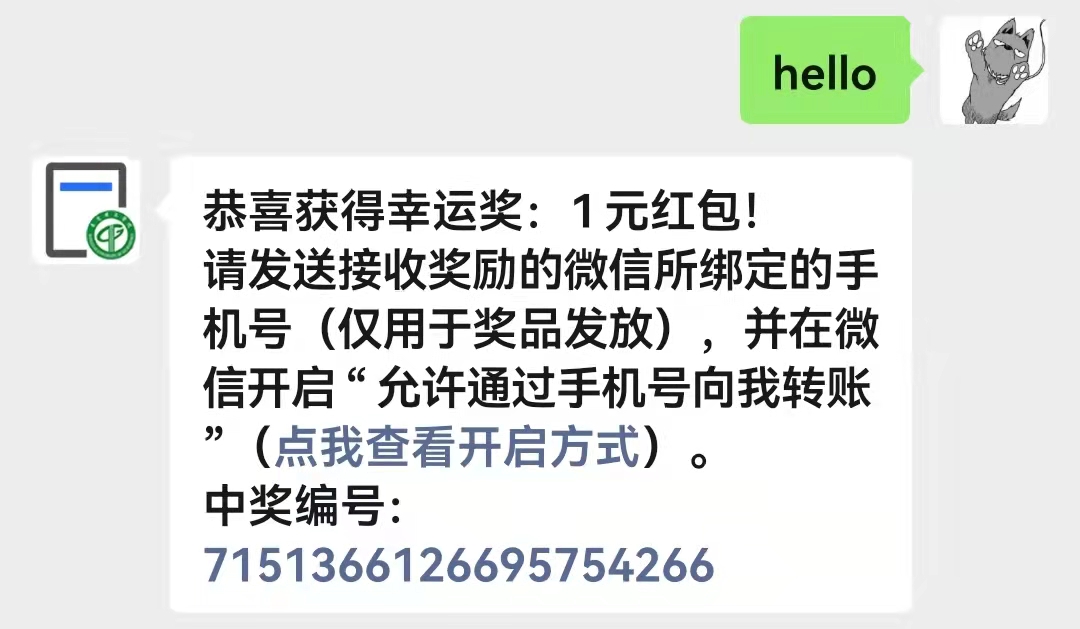 hello
恭喜获得幸运奖：1元红包！
请发送接收奖励的微信所绑定的手
机号（仅用于奖品发放），并在微
信开启“允许通过手机号向我转账
”（点我查看开启方式）。
中奖编号：
7151366126695754266